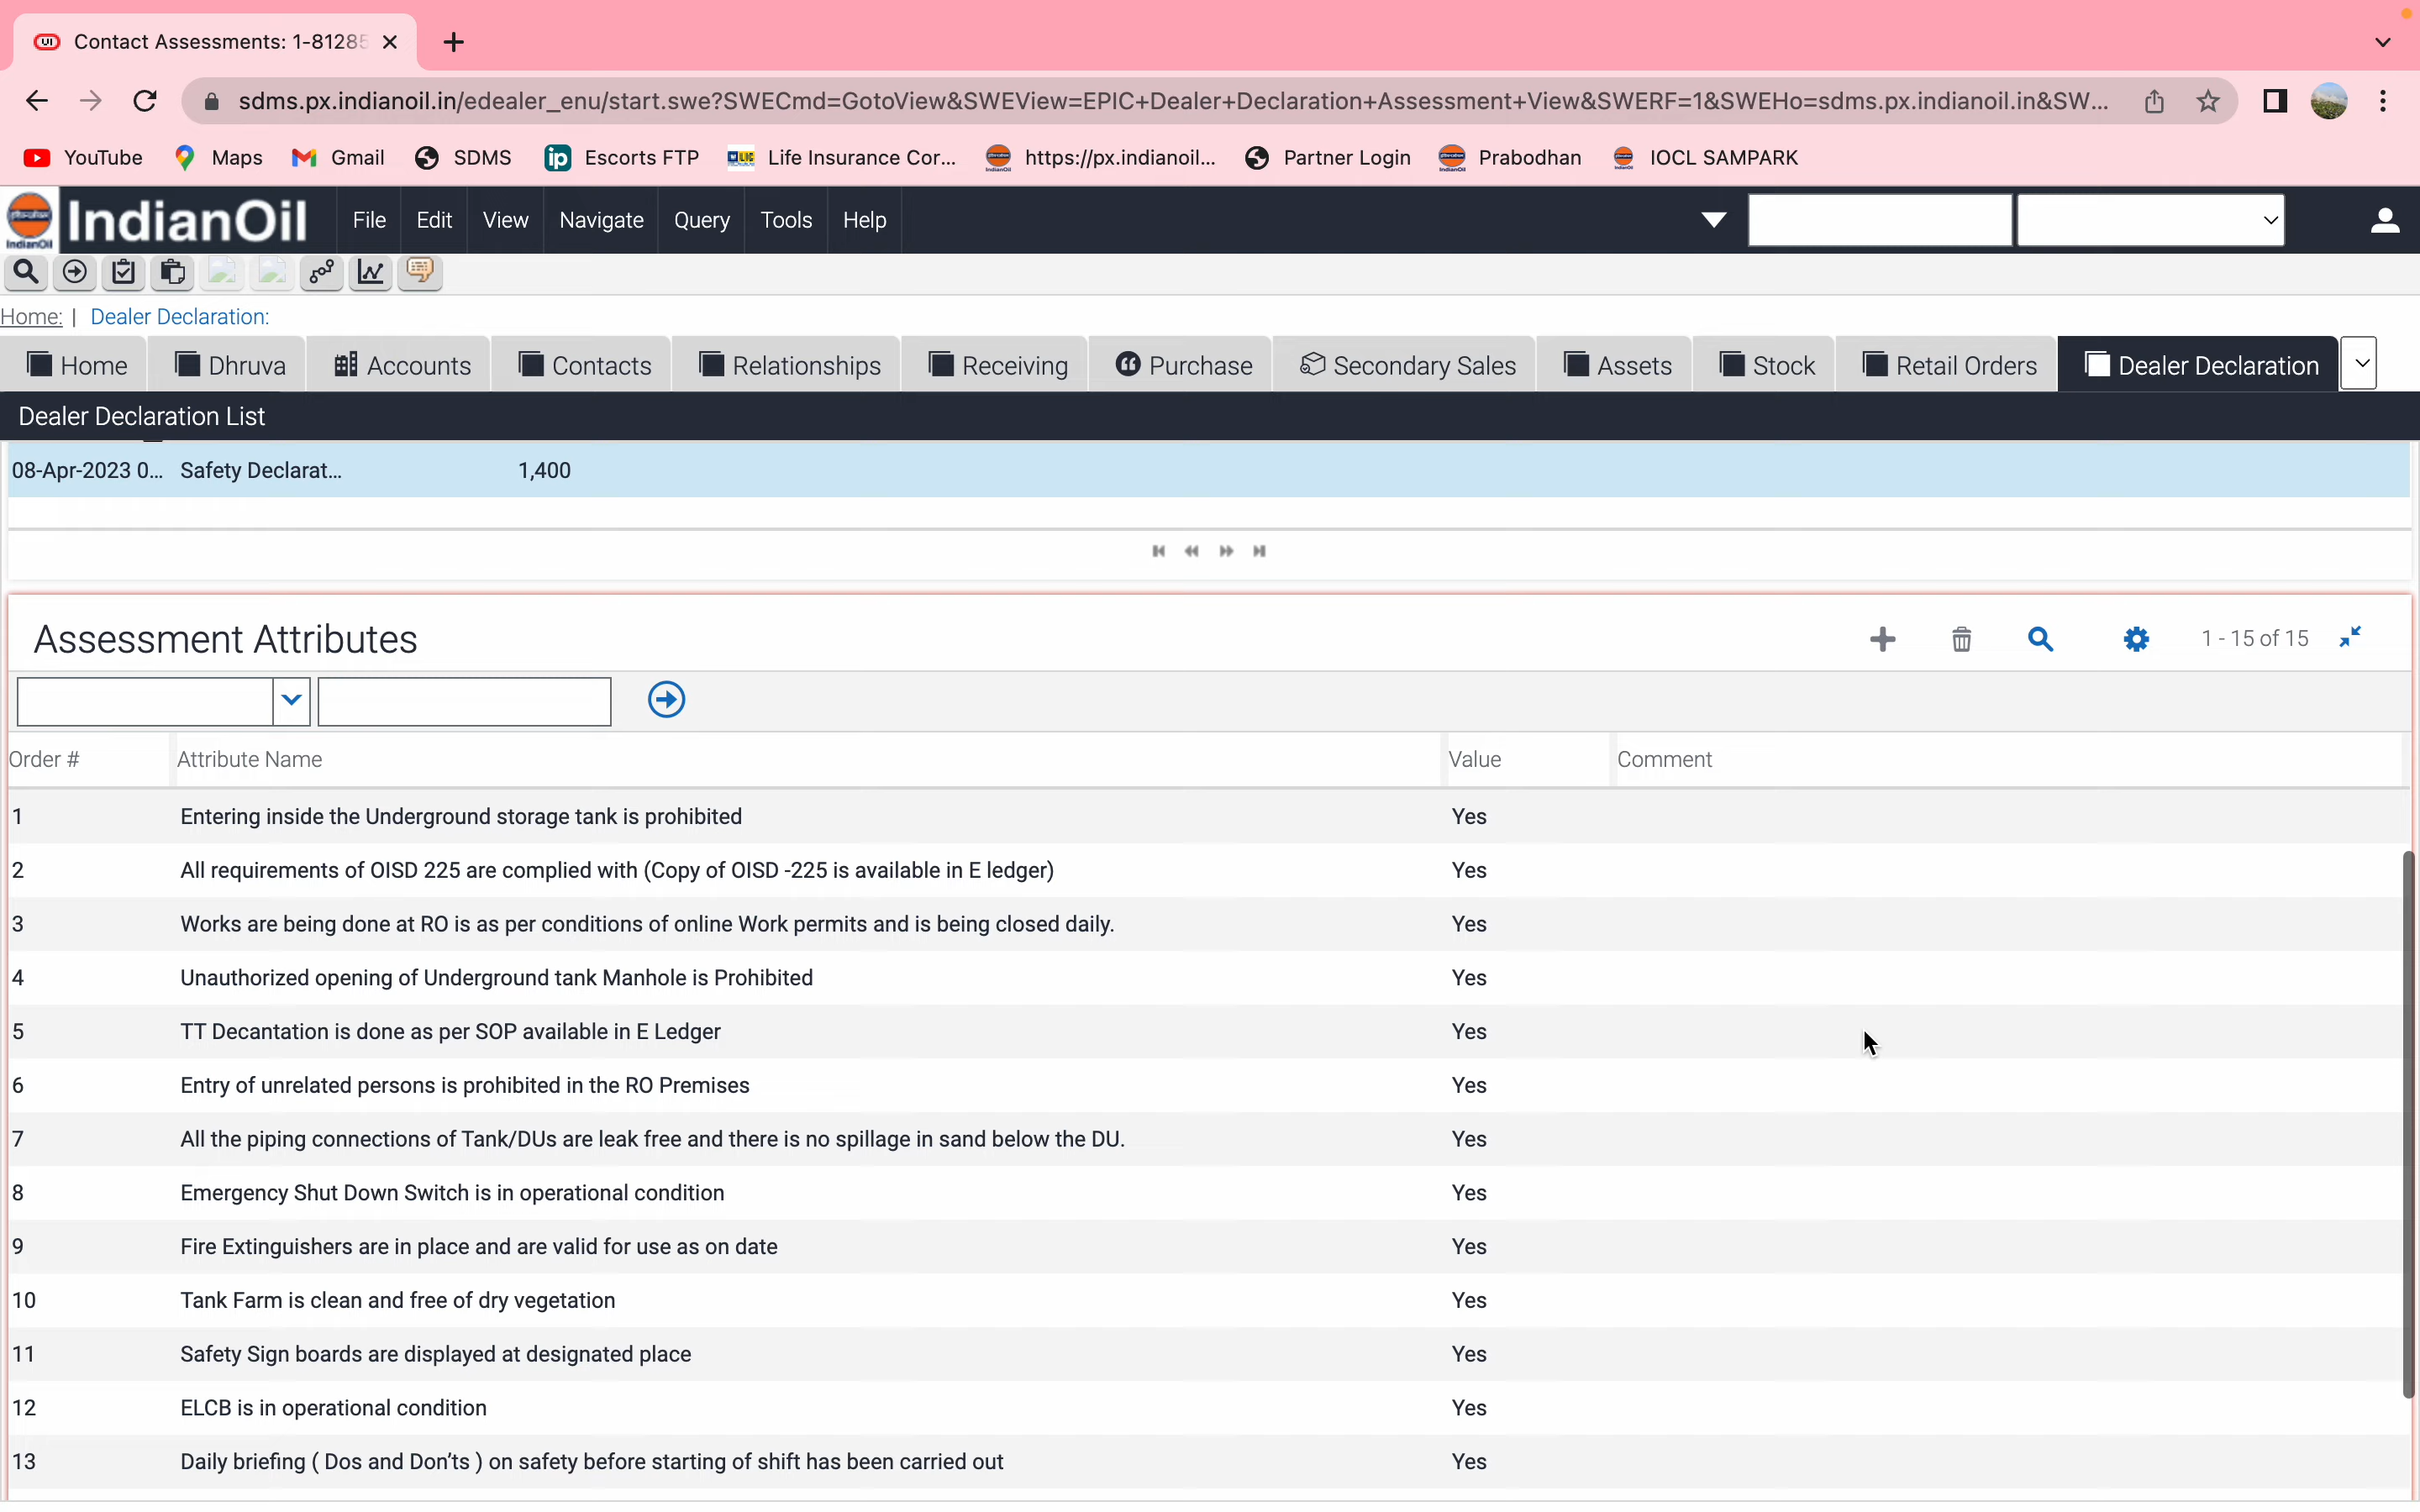 Contact Assessments: 1-81285
sdms.px.indianoil.in/edealer_enu/start.swe?SWECmd=GotoView&SWEView=EPIC+Dealer+Declaration+Assessment+View&SWERF=1&SWEHo=sdms.px.indianoil.in&SW...
YouTube Maps Gmail SDMS Escorts FTP Life Insurance Cor... https://px.indianoil... Partner Login Prabodhan IOCL SAMPARK
IndianOil File Edit View Navigate Query Tools Help
Home: | Dealer Declaration:
Home Dhruva Accounts Contacts Relationships Receiving Purchase Secondary Sales Assets Stock Retail Orders Dealer Declaration
Dealer Declaration List
08-Apr-2023 0... Safety Declarat... 1,400
Assessment Attributes 1 - 15 of 15
Order # Attribute Name Value Comment
1 Entering inside the Underground storage tank is prohibited Yes
2 All requirements of OISD 225 are complied with (Copy of OISD -225 is available in E ledger) Yes
3 Works are being done at RO is as per conditions of online Work permits and is being closed daily. Yes
4 Unauthorized opening of Underground tank Manhole is Prohibited Yes
5 TT Decantation is done as per SOP available in E Ledger Yes
6 Entry of unrelated persons is prohibited in the RO Premises Yes
7 All the piping connections of Tank/DUs are leak free and there is no spillage in sand below the DU. Yes
8 Emergency Shut Down Switch is in operational condition Yes
9 Fire Extinguishers are in place and are valid for use as on date Yes
10 Tank Farm is clean and free of dry vegetation Yes
11 Safety Sign boards are displayed at designated place Yes
12 ELCB is in operational condition Yes
13 Daily briefing ( Dos and Don'ts ) on safety before starting of shift has been carried out Yes